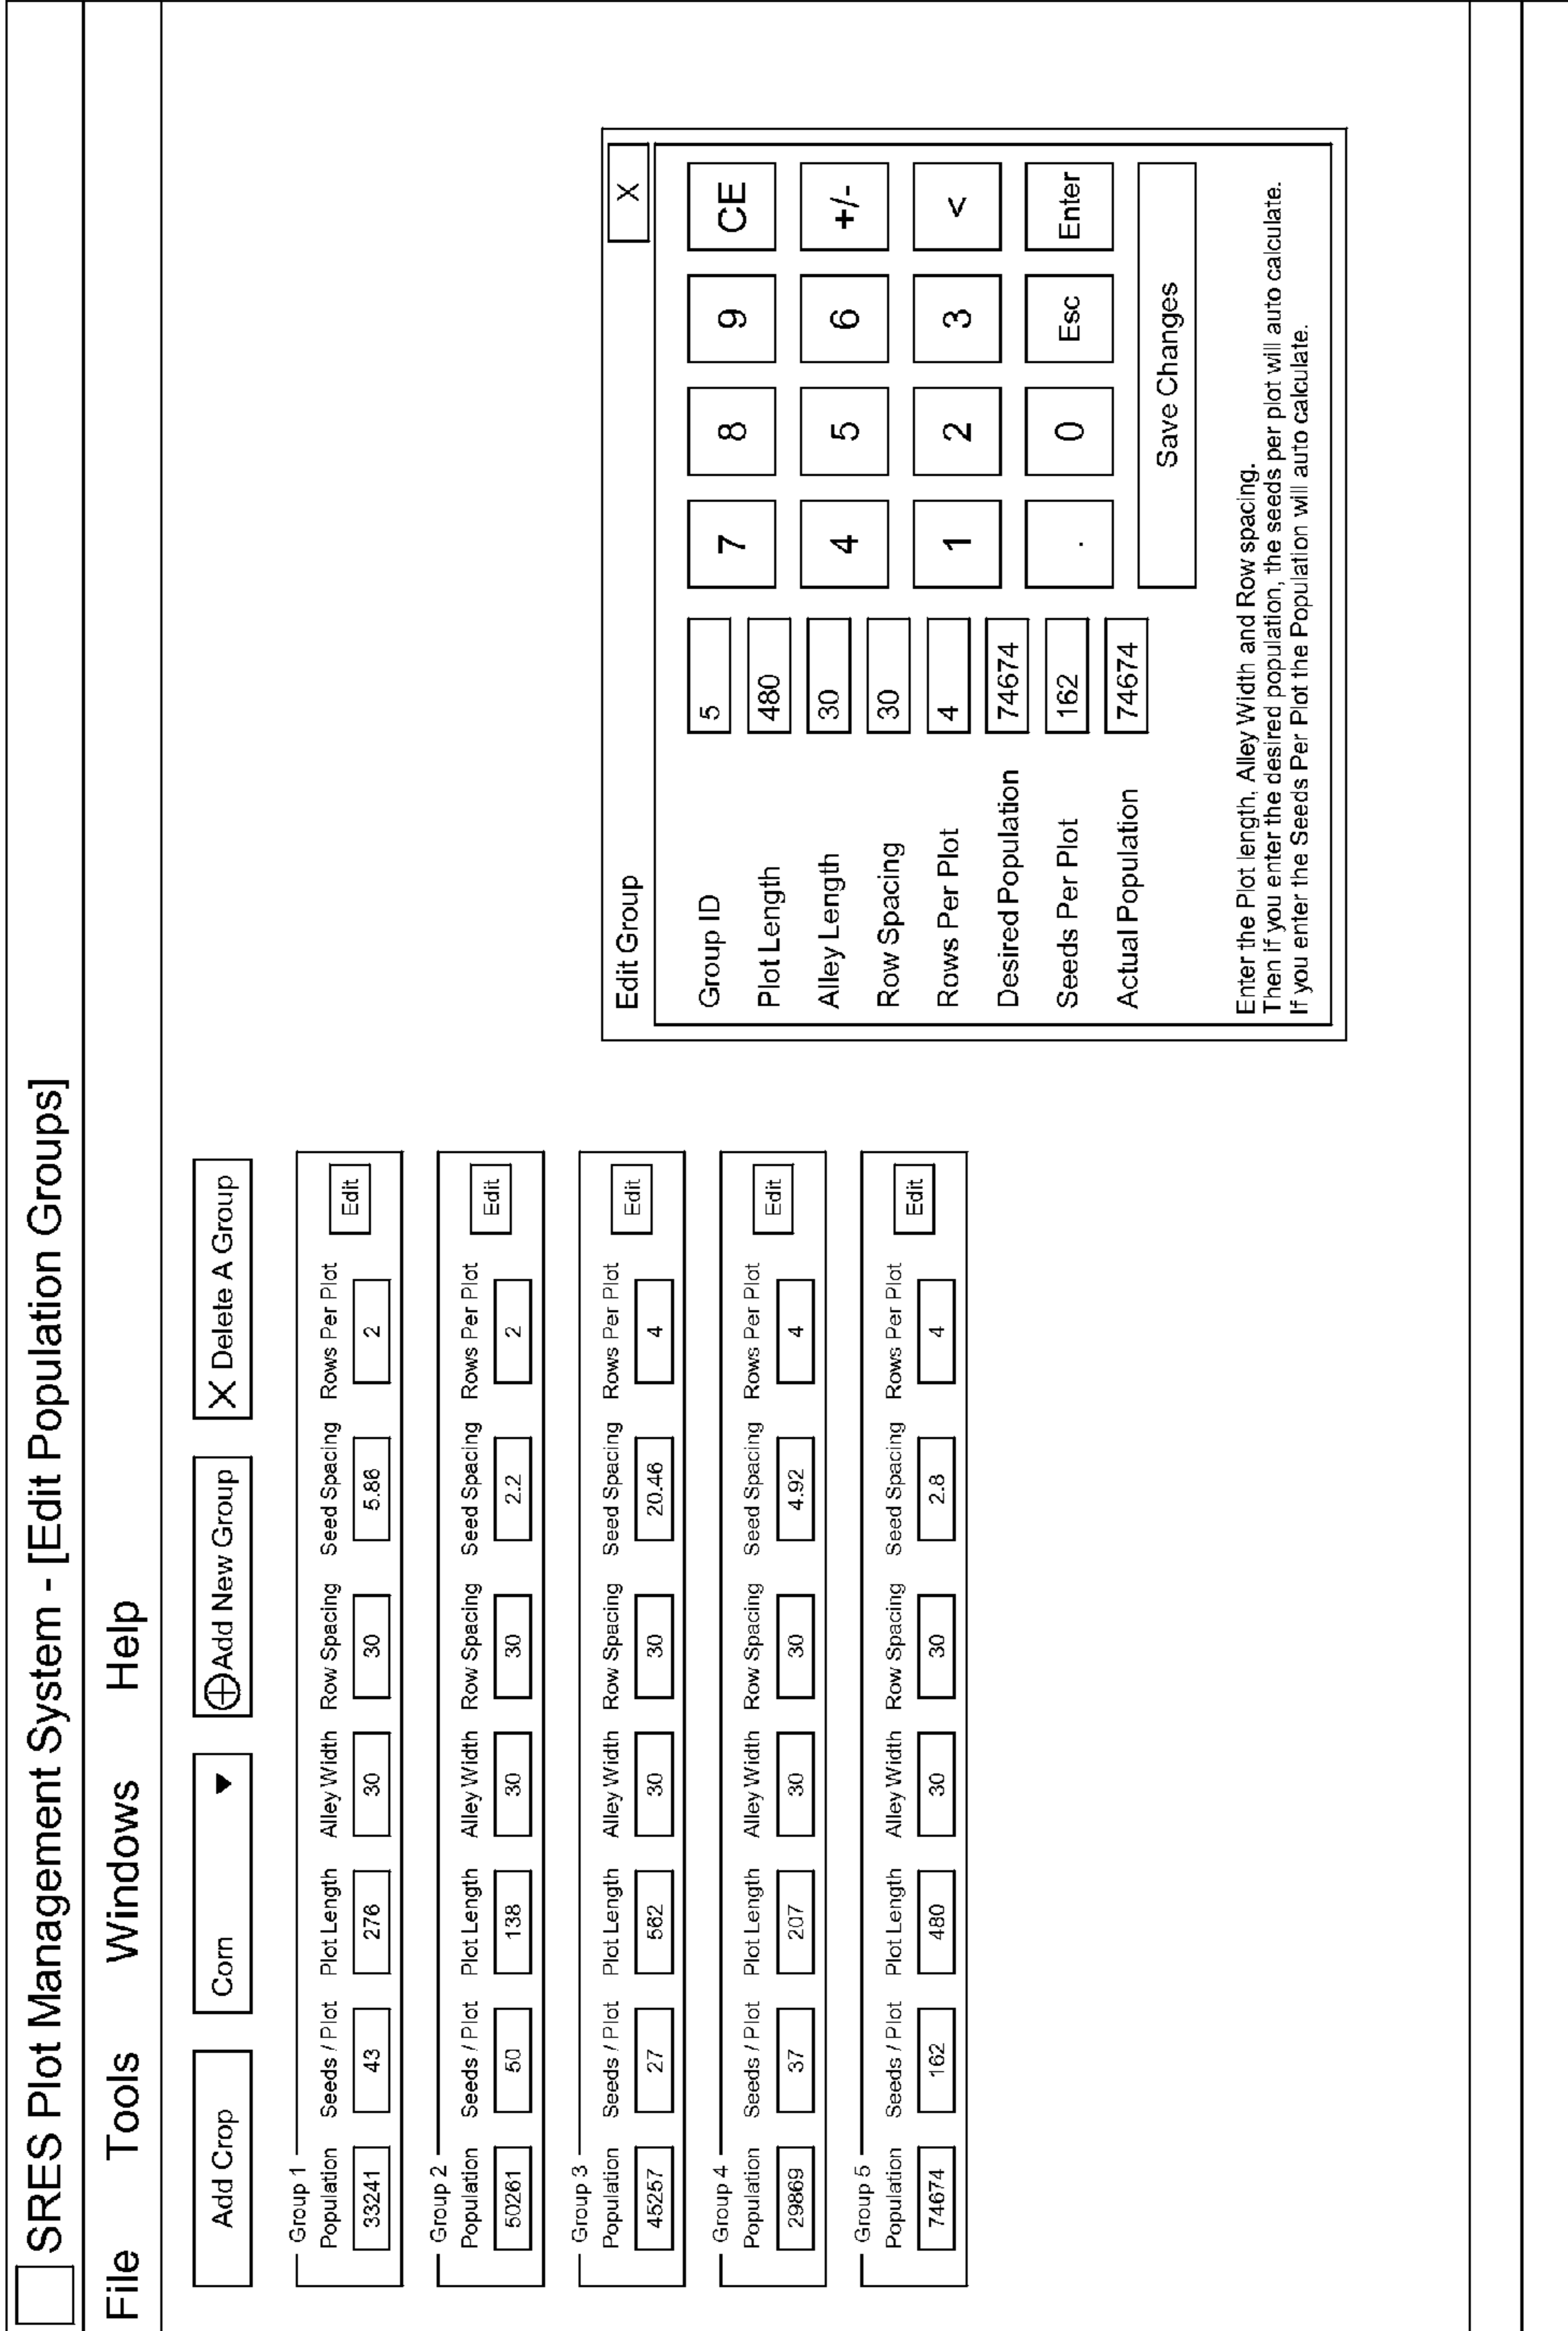 SRES Plot Management System - [Edit Population Groups]
File Tools Windows Help
Add Crop Corn Add New Group X Delete A Group
Group 1
Population Seeds / Plot Plot Length Alley Width Row Spacing Seed Spacing Rows Per Plot
33241 43 276 30 30 5.86 2 Edit
Group 2
Population Seeds / Plot Plot Length Alley Width Row Spacing Seed Spacing Rows Per Plot
50261 50 138 30 30 2.2 2 Edit
Group 3
Population Seeds / Plot Plot Length Alley Width Row Spacing Seed Spacing Rows Per Plot
45257 27 562 30 30 20.46 4 Edit
Group 4
Population Seeds / Plot Plot Length Alley Width Row Spacing Seed Spacing Rows Per Plot
29869 37 207 30 30 4.92 4 Edit
Group 5
Population Seeds / Plot Plot Length Alley Width Row Spacing Seed Spacing Rows Per Plot
74674 162 480 30 30 2.8 4 Edit
Edit Group X
Group ID 5
Plot Length 480
Alley Length 30
Row Spacing 30
Rows Per Plot 4
Desired Population 74674
Seeds Per Plot 162
Actual Population 74674
7 8 9 CE
4 5 6 +/-
1 2 3 <
. 0 Esc Enter
Save Changes
Enter the Plot length, Alley Width and Row spacing.
Then if you enter the desired population, the seeds per plot will auto calculate.
If you enter the Seeds Per Plot the Population will auto calculate.